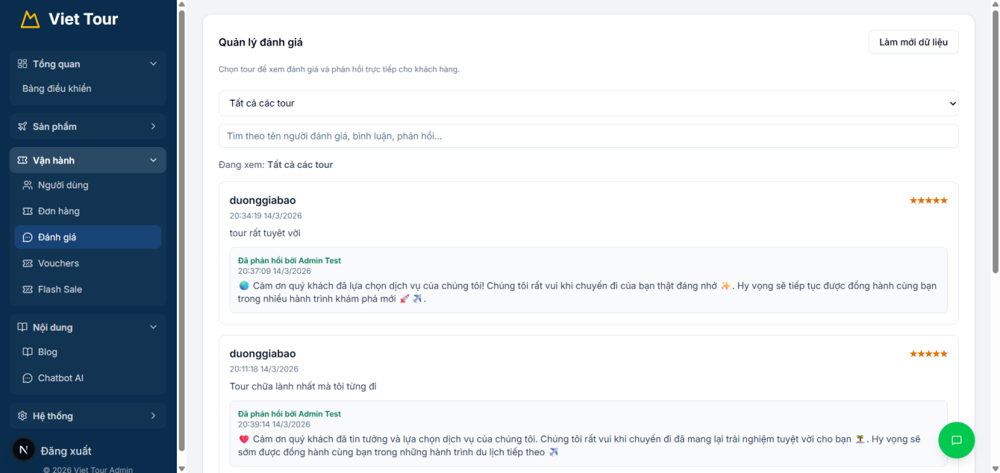 Viet Tour
Tổng quan
Bảng điều khiển
Sản phẩm
Vận hành
Người dùng
Đơn hàng
Đánh giá
Vouchers
Flash Sale
Nội dung
Blog
Chatbot AI
Hệ thống
N
Đăng xuất
© 2026 Viet Tour Admin
Quản lý đánh giá
Làm mới dữ liệu
Chọn tour để xem đánh giá và phản hồi trực tiếp cho khách hàng.
Tất cả các tour
Tìm theo tên người đánh giá, bình luận, phản hồi...
Đang xem: Tất cả các tour
duonggiabao
★★★★★
20:34:19 14/3/2026
tour rất tuyệt vời
Đã phản hồi bởi Admin Test
20:37:09 14/3/2026
🌏 Cảm ơn quý khách đã lựa chọn dịch vụ của chúng tôi! Chúng tôi rất vui khi chuyến đi của bạn thật đáng nhớ ✨. Hy vọng sẽ tiếp tục được đồng hành cùng bạn
trong nhiều hành trình khám phá mới 🚀✈️.
duonggiabao
★★★★★
20:11:18 14/3/2026
Tour chữa lành nhất mà tôi từng đi
Đã phản hồi bởi Admin Test
20:39:14 14/3/2026
❤️ Cảm ơn quý khách đã tin tưởng và lựa chọn dịch vụ của chúng tôi. Chúng tôi rất vui khi chuyến đi đã mang lại trải nghiệm tuyệt vời cho bạn 🏝️. Hy vọng sẽ
sớm được đồng hành cùng bạn trong những hành trình du lịch tiếp theo ✈️